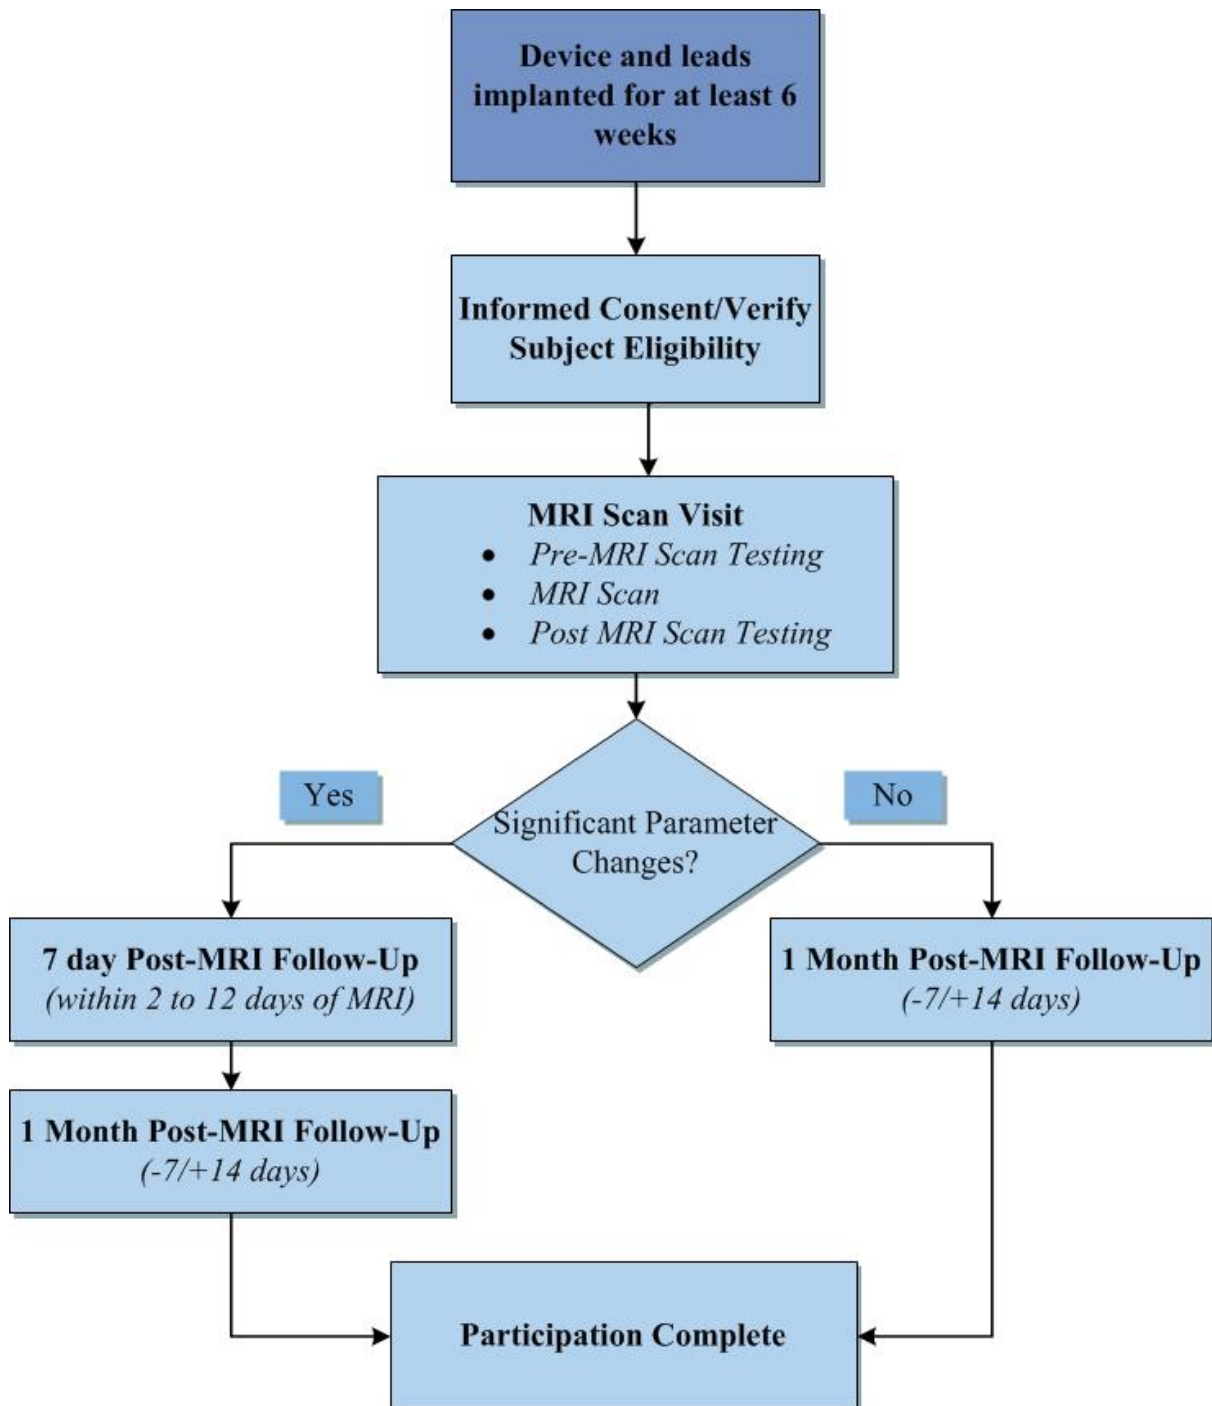 Device and leads
implanted for at least 6
weeks
Informed Consent/Verify
Subject Eligibility
MRI Scan Visit
• Pre-MRI Scan Testing
• MRI Scan
• Post MRI Scan Testing
Yes
No
Significant Parameter
Changes?
7 day Post-MRI Follow-Up
(within 2 to 12 days of MRI)
1 Month Post-MRI Follow-Up
(-7/+14 days)
1 Month Post-MRI Follow-Up
(-7/+14 days)
Participation Complete